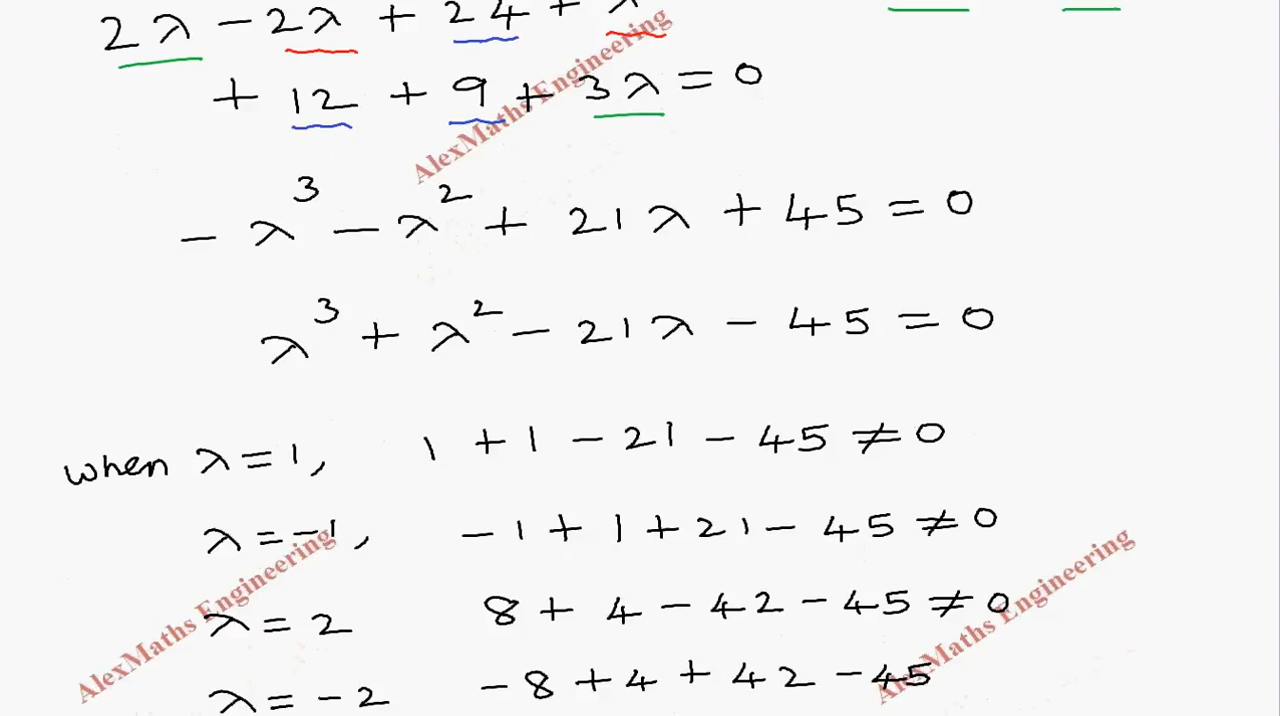 2λ - 2λ + 24 + λ
+ 12 + 9 + 3λ = 0
- λ³ - λ² + 21λ + 45 = 0
λ³ + λ² - 21λ - 45 = 0
when λ = 1, 1 + 1 - 21 - 45 ≠ 0
λ = -1, -1 + 1 + 21 - 45 ≠ 0
λ = 2 8 + 4 - 42 - 45 ≠ 0
λ = -2 -8 + 4 + 42 - 45
AlexMaths Engineering
AlexMaths Engineering
AlexMaths Engineering